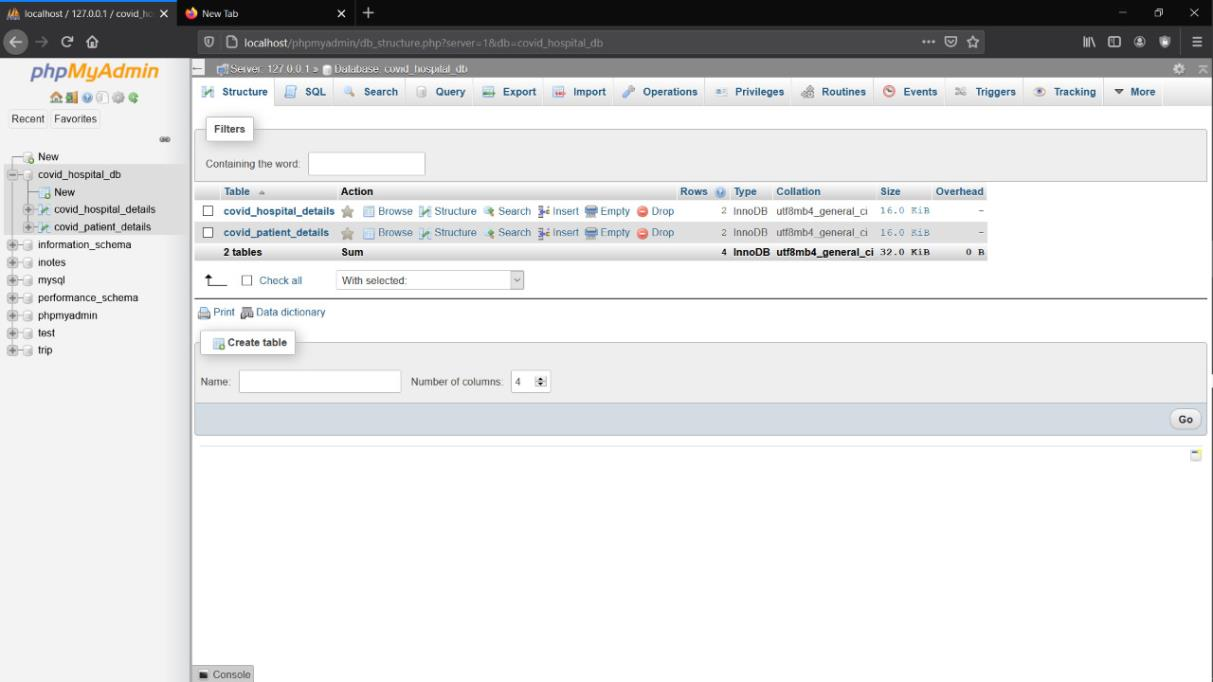 localhost / 127.0.0.1 / covid_ho
New Tab
localhost/phpmyadmin/db_structure.php?server=1&db=covid_hospital_db
phpMyAdmin
Recent Favorites
New
covid_hospital_db
New
covid_hospital_details
covid_patient_details
information_schema
inotes
mysql
performance_schema
phpmyadmin
test
trip
Server: 127.0.0.1 » Database: covid_hospital_db
Structure SQL Search Query Export Import Operations Privileges Routines Events Triggers Tracking More
Filters
Containing the word:
Table Action Rows Type Collation Size Overhead
covid_hospital_details Browse Structure Search Insert Empty Drop 2 InnoDB utf8mb4_general_ci 16.0 KiB -
covid_patient_details Browse Structure Search Insert Empty Drop 2 InnoDB utf8mb4_general_ci 16.0 KiB -
2 tables Sum 4 InnoDB utf8mb4_general_ci 32.0 KiB 0 B
Check all With selected:
Print Data dictionary
Create table
Name: Number of columns: 4
Go
Console